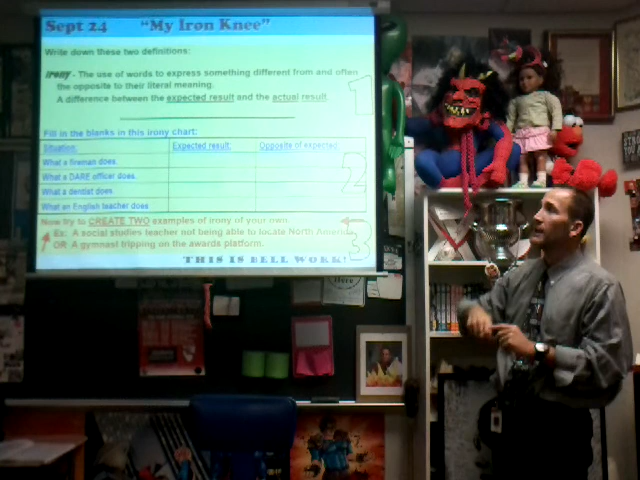 Sept 24 "My Iron Knee"
Write down these two definitions:
irony - The use of words to express something different from and often
the opposite to their literal meaning.
A difference between the expected result and the actual result.
1
Fill in the blanks in this irony chart:
Situation: Expected result: Opposite of expected
What a fireman does.
What a DARE officer does.
What a dentist does.
What an English teacher does
2
Now try to CREATE TWO examples of irony of your own.
Ex: A social studies teacher not being able to locate North America.
OR A gymnast tripping on the awards platform.
3
THIS IS BELL WORK!
Here